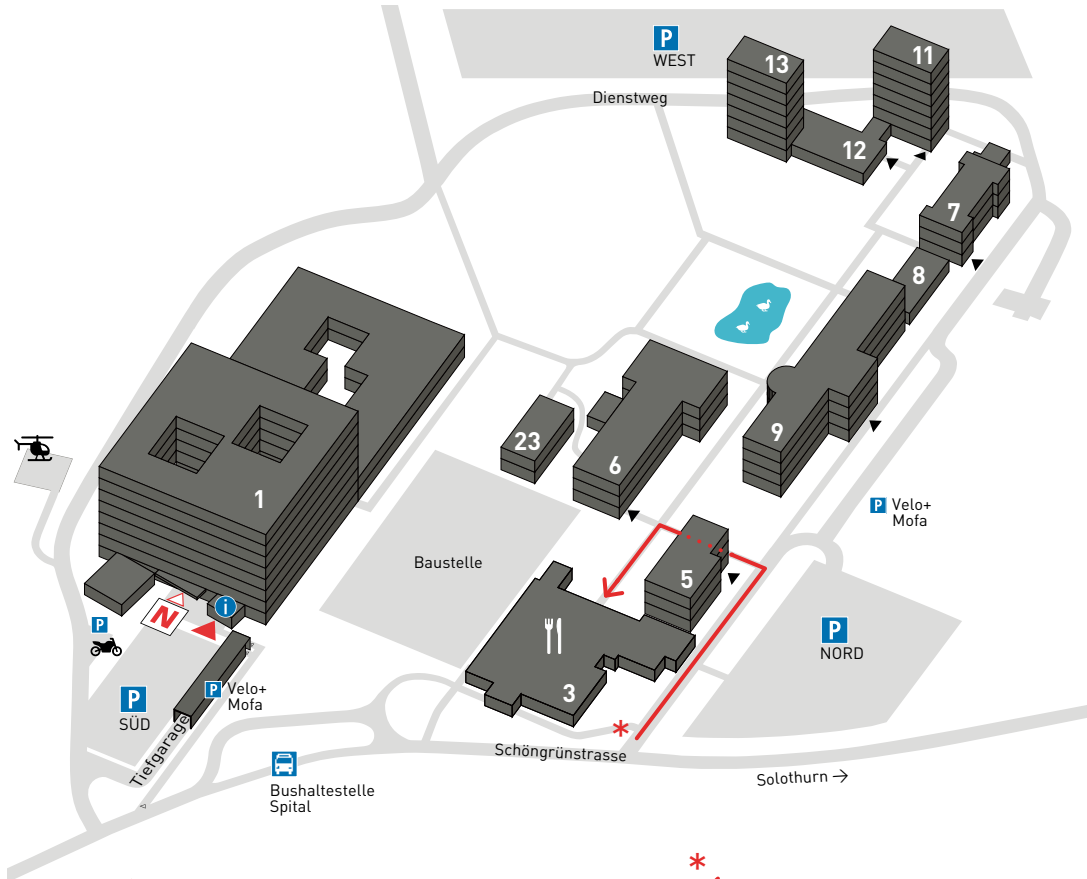 P
WEST
13
11
Dienstweg
12
7
8
23
6
9
1
P Velo+
Mofa
Baustelle
5
i
N
P
P
NORD
P Velo+
Mofa
P
SÜD
3
*
Tiefgarage
Schöngrünstrasse
Solothurn →
Bushaltestelle
Spital
*